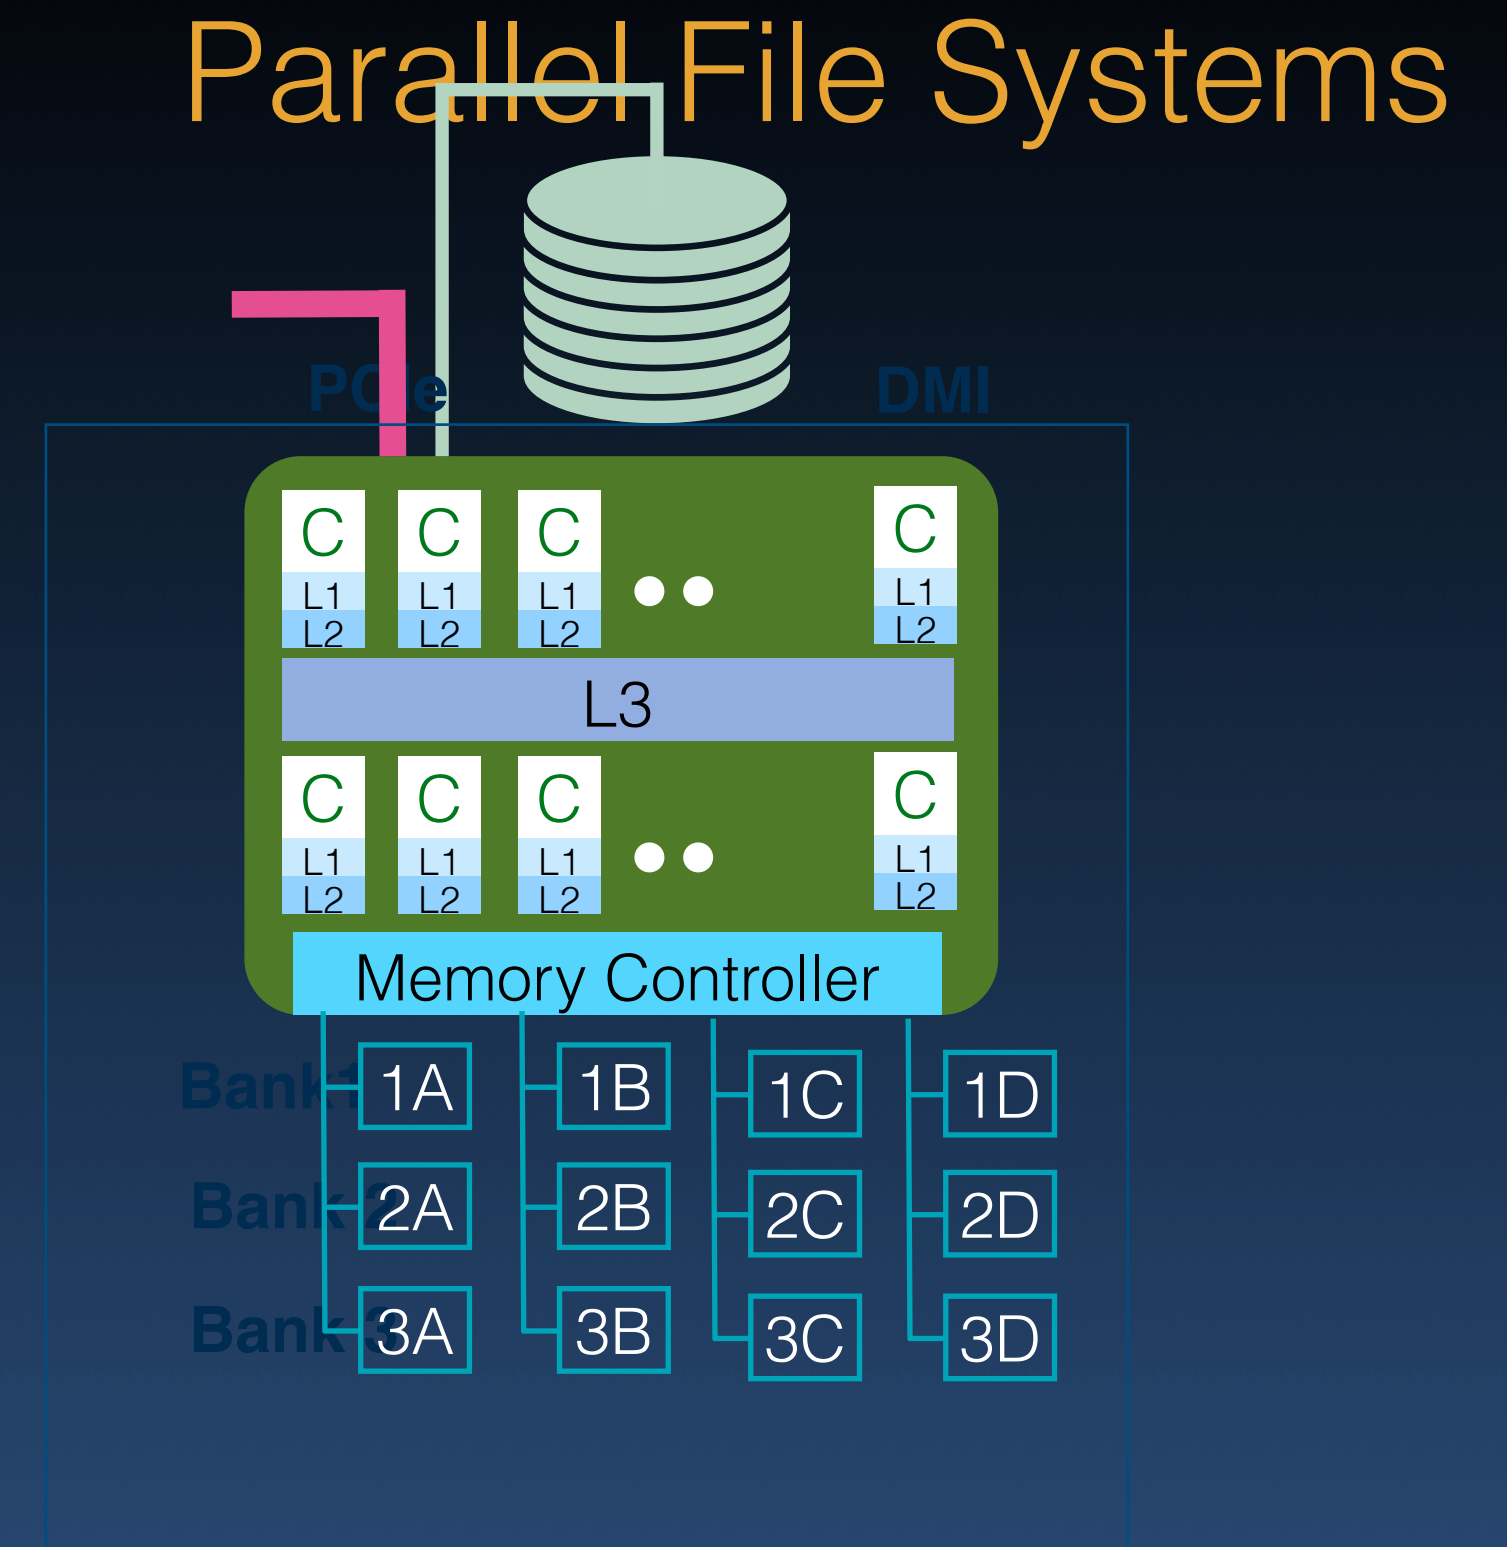 Parallel File Systems
PCIe DMI
C C C C
L1 L1 L1 L1
L2 L2 L2 L2
L3
C C C C
L1 L1 L1 L1
L2 L2 L2 L2
Memory Controller
Bank1 1A 1B 1C 1D
Bank 2 2A 2B 2C 2D
Bank 3 3A 3B 3C 3D